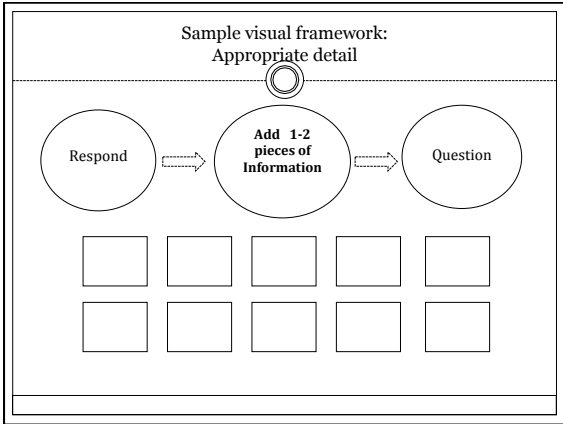 Sample visual framework:
Appropriate detail
Respond
Add 1-2
pieces of
Information
Question